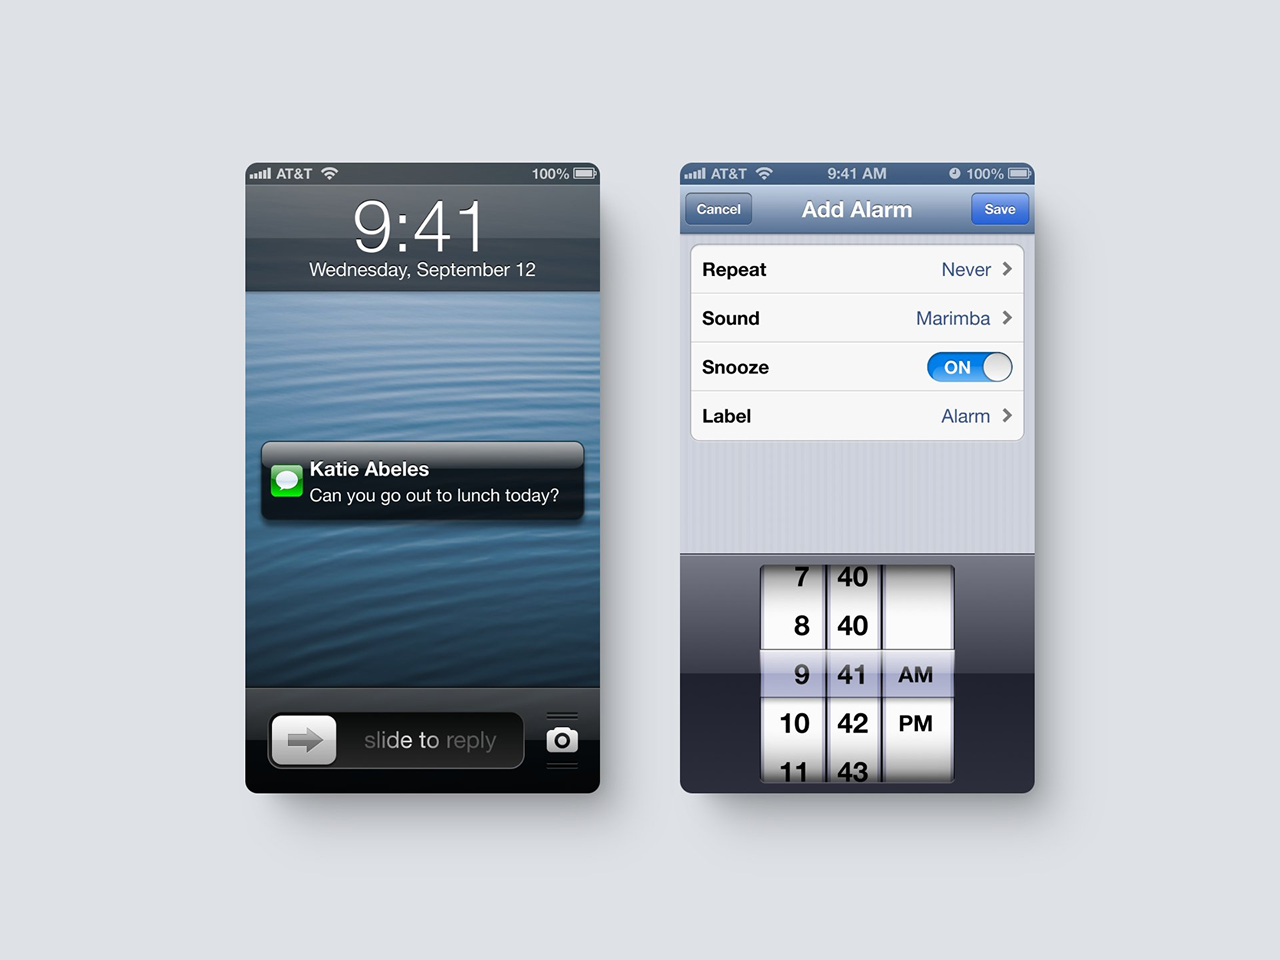 AT&T 100%
9:41
Wednesday, September 12
Katie Abeles
Can you go out to lunch today?
slide to reply
AT&T 9:41 AM 100%
Cancel Add Alarm Save
Repeat Never
Sound Marimba
Snooze ON
Label Alarm
7 40
8 40
9 41 AM
10 42 PM
11 43